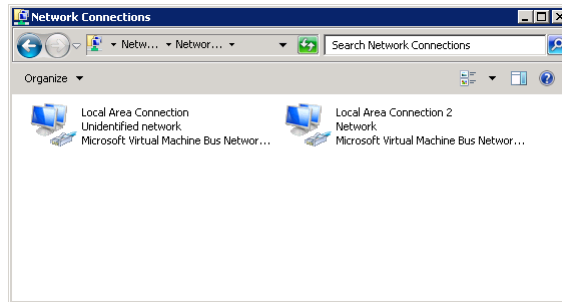 Network Connections
Netw... Networ... Search Network Connections
Organize
Local Area Connection
Unidentified network
Microsoft Virtual Machine Bus Networ...
Local Area Connection 2
Network
Microsoft Virtual Machine Bus Networ...